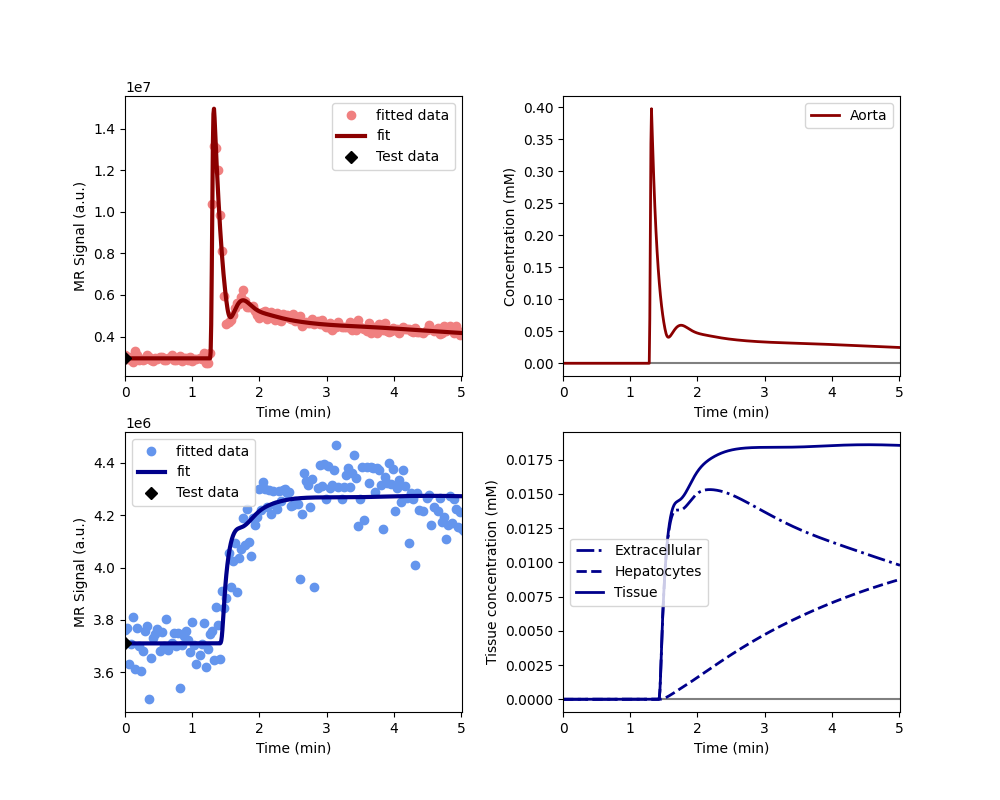 1e7
MR Signal (a.u.)
1.4
1.2
1.0
0.8
0.6
0.4
fitted data
fit
Test data
0 1 2 3 4 5
Time (min)
Concentration (mM)
0.40
0.35
0.30
0.25
0.20
0.15
0.10
0.05
0.00
Aorta
0 1 2 3 4 5
Time (min)
1e6
MR Signal (a.u.)
4.4
4.2
4.0
3.8
3.6
fitted data
fit
Test data
0 1 2 3 4 5
Time (min)
Tissue concentration (mM)
0.0175
0.0150
0.0125
0.0100
0.0075
0.0050
0.0025
0.0000
Extracellular
Hepatocytes
Tissue
0 1 2 3 4 5
Time (min)